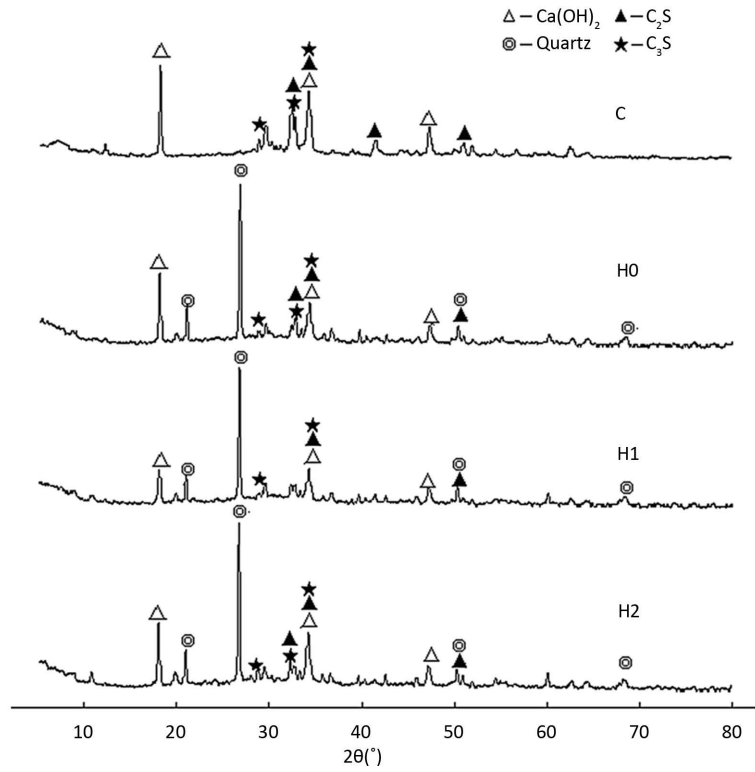 △ — Ca(OH)₂ ▲ — C₂S
◎ — Quartz ★ — C₃S
C
H0
H1
H2
10 20 30 40 50 60 70 80
2θ(°)